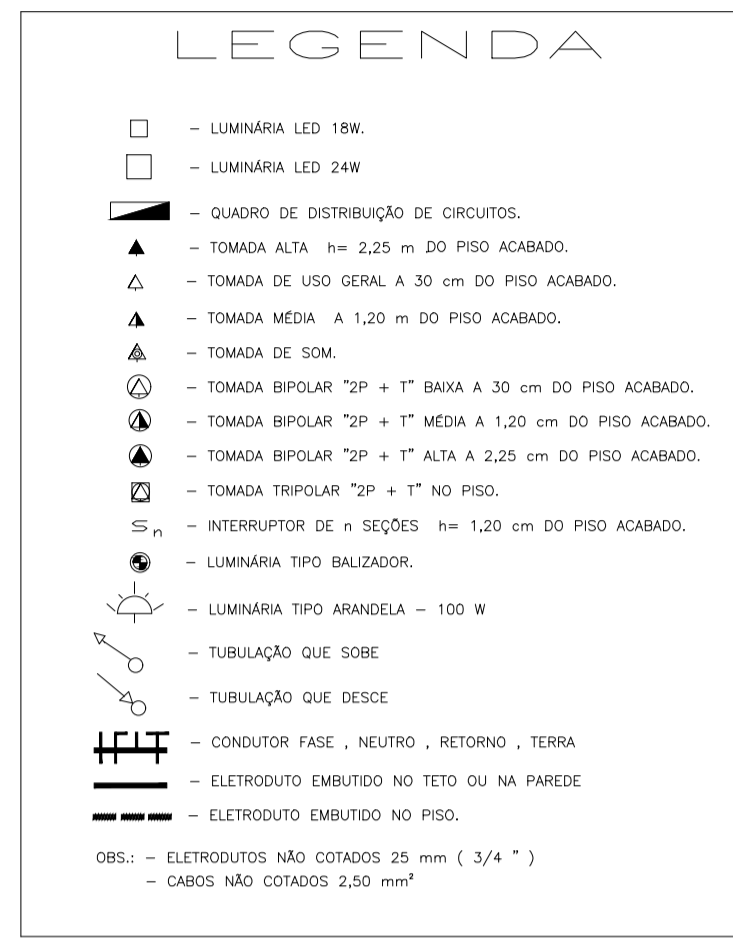 LEGENDA
– LUMINÁRIA LED 18W.
– LUMINÁRIA LED 24W
– QUADRO DE DISTRIBUIÇÃO DE CIRCUITOS.
– TOMADA ALTA h= 2,25 m DO PISO ACABADO.
– TOMADA DE USO GERAL A 30 cm DO PISO ACABADO.
– TOMADA MÉDIA A 1,20 m DO PISO ACABADO.
– TOMADA DE SOM.
– TOMADA BIPOLAR "2P + T" BAIXA A 30 cm DO PISO ACABADO.
– TOMADA BIPOLAR "2P + T" MÉDIA A 1,20 cm DO PISO ACABADO.
– TOMADA BIPOLAR "2P + T" ALTA A 2,25 cm DO PISO ACABADO.
– TOMADA TRIPOLAR "2P + T" NO PISO.
Sn – INTERRUPTOR DE n SEÇÕES h= 1,20 cm DO PISO ACABADO.
– LUMINÁRIA TIPO BALIZADOR.
– LUMINÁRIA TIPO ARANDELA – 100 W
– TUBULAÇÃO QUE SOBE
– TUBULAÇÃO QUE DESCE
– CONDUTOR FASE , NEUTRO , RETORNO , TERRA
– ELETRODUTO EMBUTIDO NO TETO OU NA PAREDE
– ELETRODUTO EMBUTIDO NO PISO.
OBS.: – ELETRODUTOS NÃO COTADOS 25 mm ( 3/4 " )
– CABOS NÃO COTADOS 2,50 mm²